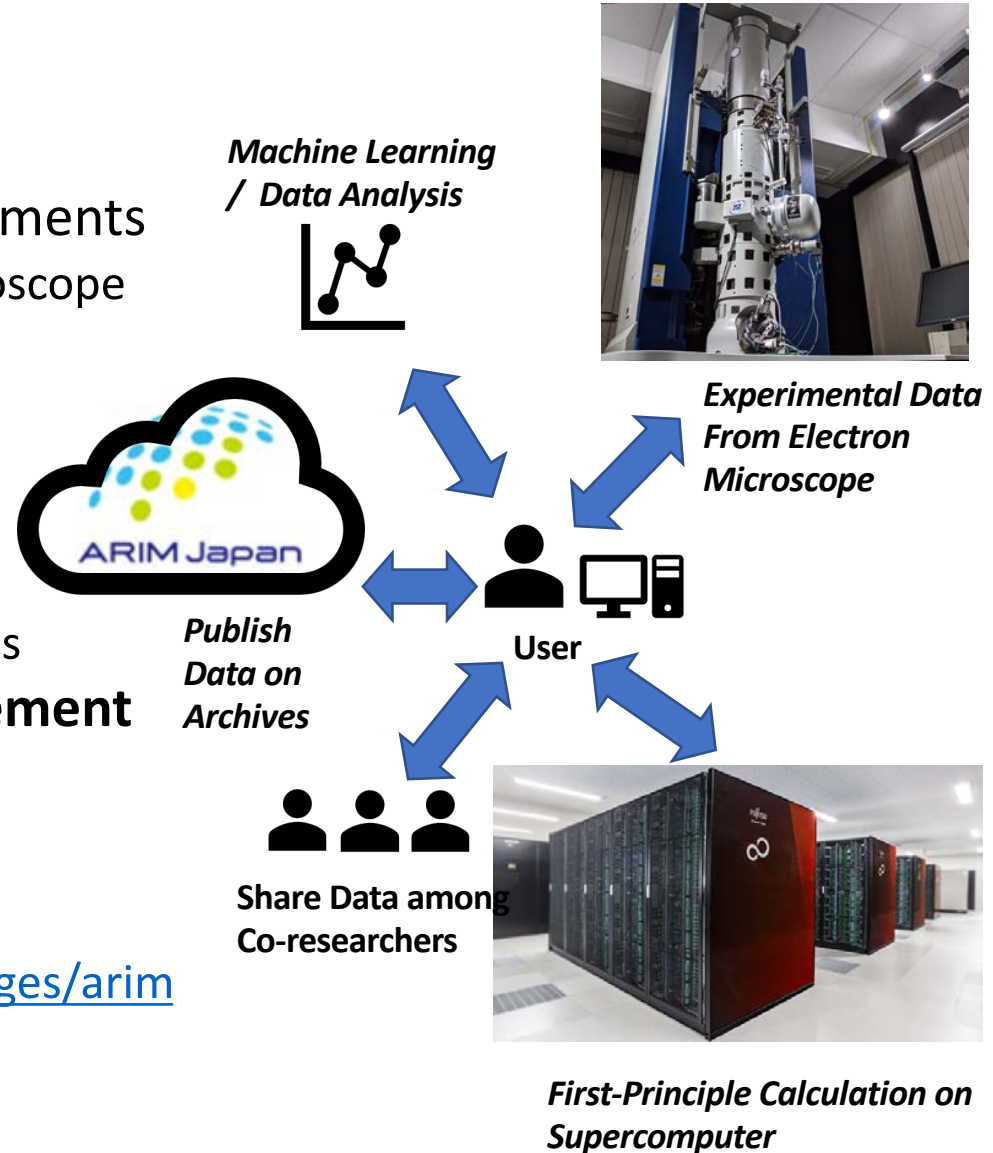 Machine Learning
/ Data Analysis
ments
oscope
Experimental Data
From Electron
Microscope
ARIM Japan
Publish
Data on
Archives
User
s
ement
Share Data among
Co-researchers
ges/arim
FUJITSU
First-Principle Calculation on
Supercomputer